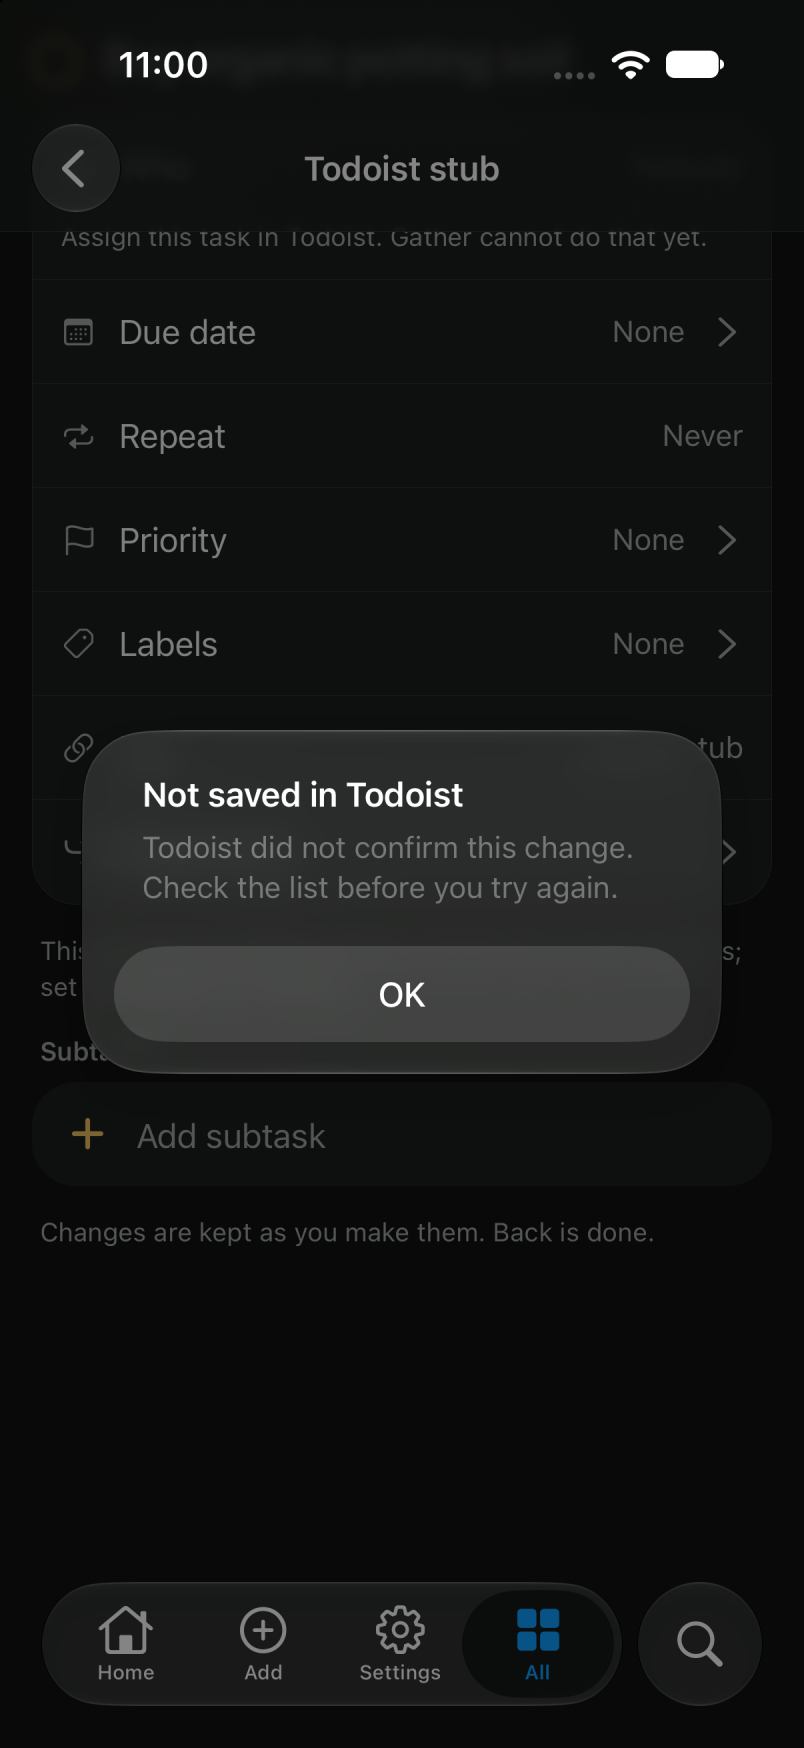 11:00
Todoist stub
Assign this task in Todoist. Gather cannot do that yet.
Due date None
Repeat Never
Priority None
Labels None
tub
Not saved in Todoist
Todoist did not confirm this change.
Check the list before you try again.
OK
set
Add subtask
Changes are kept as you make them. Back is done.
Home Add Settings All